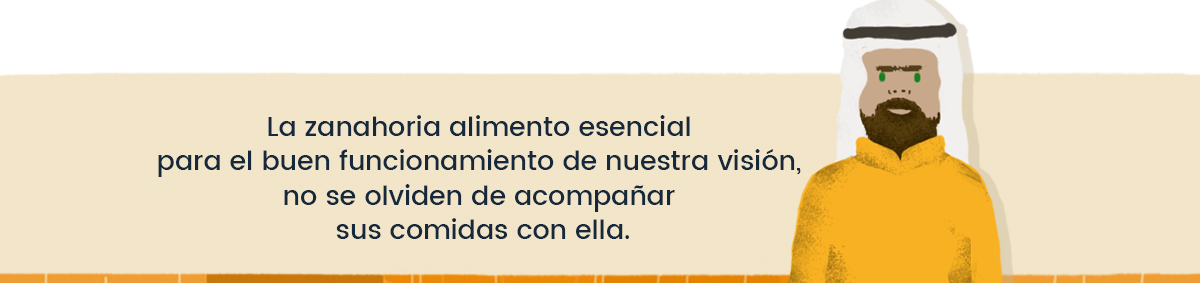 La zanahoria alimento esencial
para el buen funcionamiento de nuestra visión,
no se olviden de acompañar
sus comidas con ella.